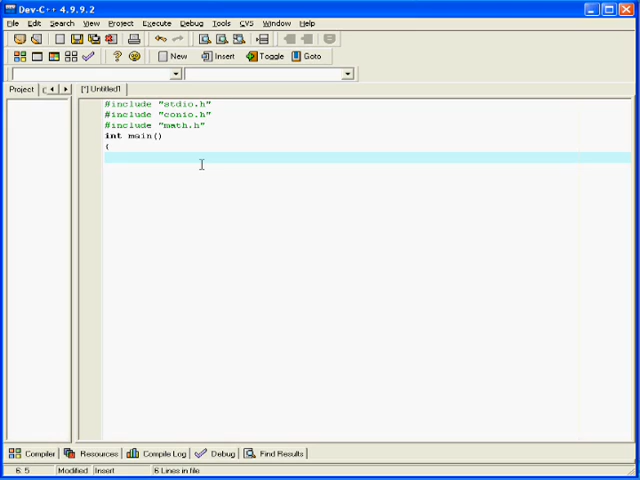 Dev-C++ 4.9.9.2
File Edit Search View Project Execute Debug Tools CVS Window Help
New Insert Toggle Goto
Project [*] Untitled1
#include "stdio.h"
#include "conio.h"
#include "math.h"
int main()
{
Compiler Resources Compile Log Debug Find Results
6: 5 Modified Insert 6 Lines in file